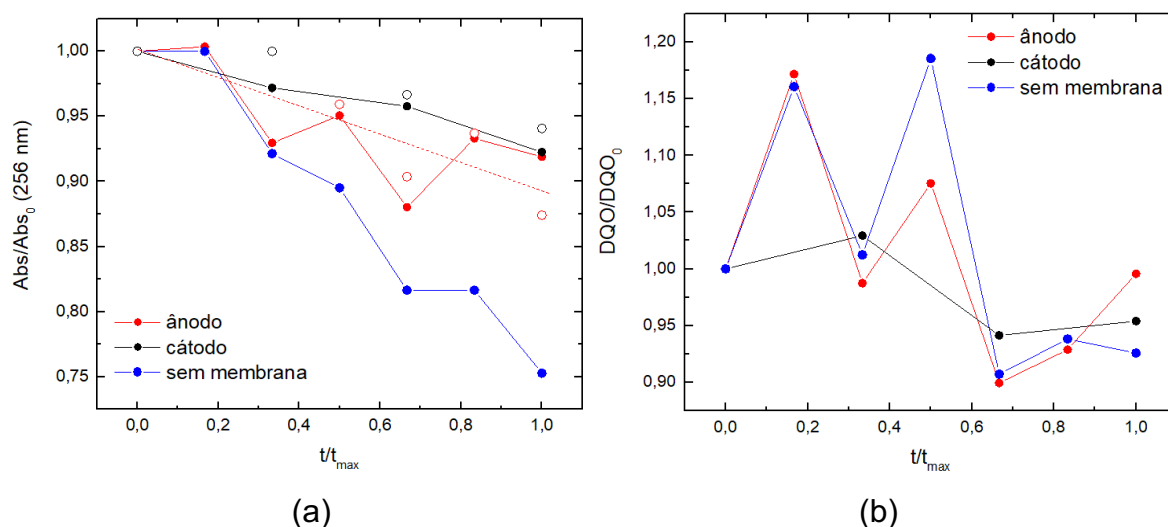 1,00
0,95
0,90
0,85
0,80
0,75
Abs/Abs₀ (256 nm)
ânodo
cátodo
sem membrana
0,0 0,2 0,4 0,6 0,8 1,0
t/tmax
(a)
1,20
1,15
1,10
1,05
1,00
0,95
0,90
DQO/DQO₀
ânodo
cátodo
sem membrana
0,0 0,2 0,4 0,6 0,8 1,0
t/tmax
(b)